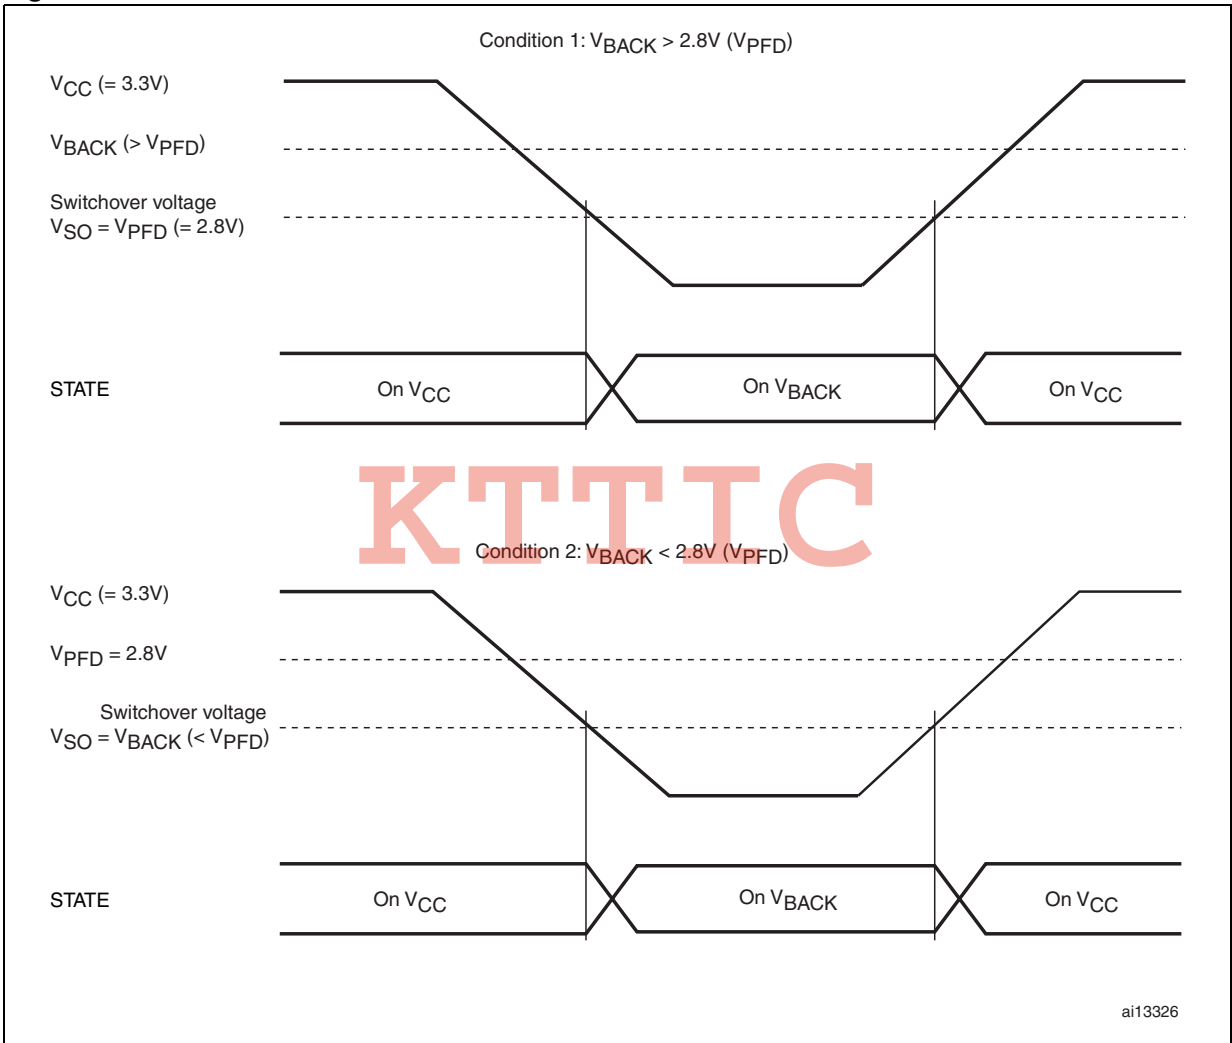 Condition 1: VBACK > 2.8V (VPFD)
VCC (= 3.3V)
VBACK (> VPFD)
Switchover voltage
VSO = VPFD (= 2.8V)
STATE
On VCC
On VBACK
On VCC
KTTIC
Condition 2: VBACK < 2.8V (VPFD)
VCC (= 3.3V)
VPFD = 2.8V
Switchover voltage
VSO = VBACK (< VPFD)
STATE
On VCC
On VBACK
On VCC
ai13326